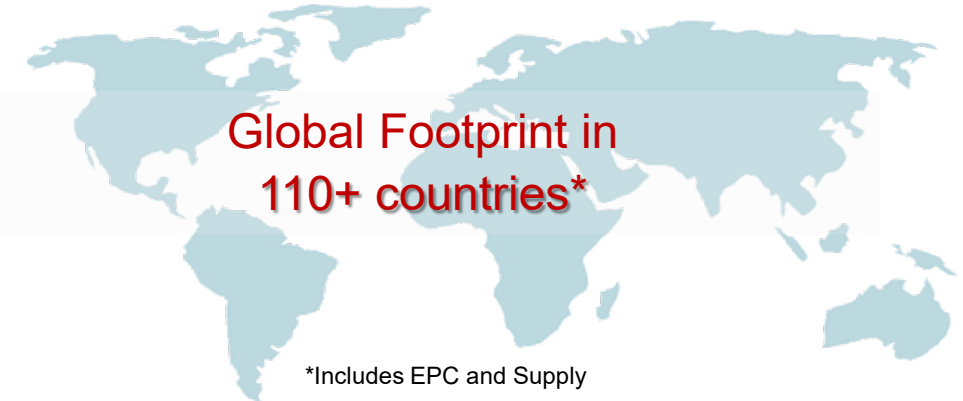 Global Footprint in
110+ countries*
*Includes EPC and Supply